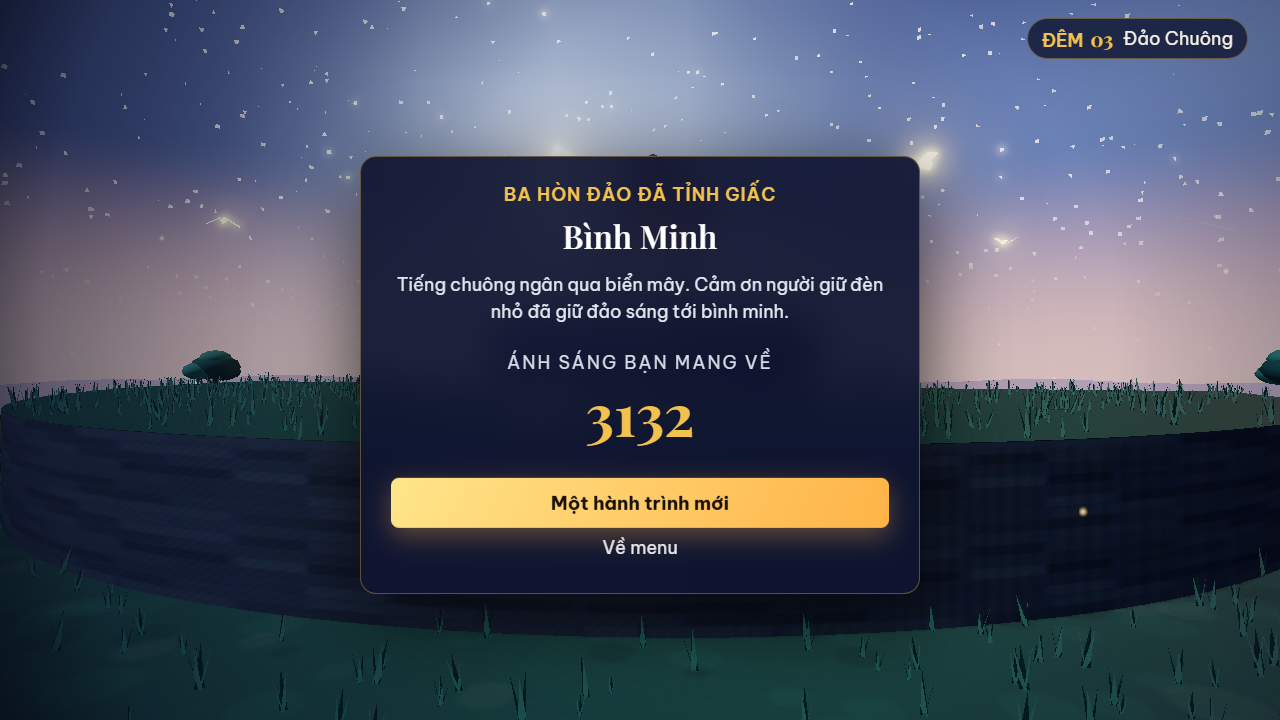 ĐÊM 03 Đảo Chuông
BA HÒN ĐẢO ĐÃ TỈNH GIẤC
Bình Minh
Tiếng chuông ngân qua biển mây. Cảm ơn người giữ đèn
nhỏ đã giữ đảo sáng tới bình minh.
ÁNH SÁNG BẠN MANG VỀ
3132
Một hành trình mới
Về menu